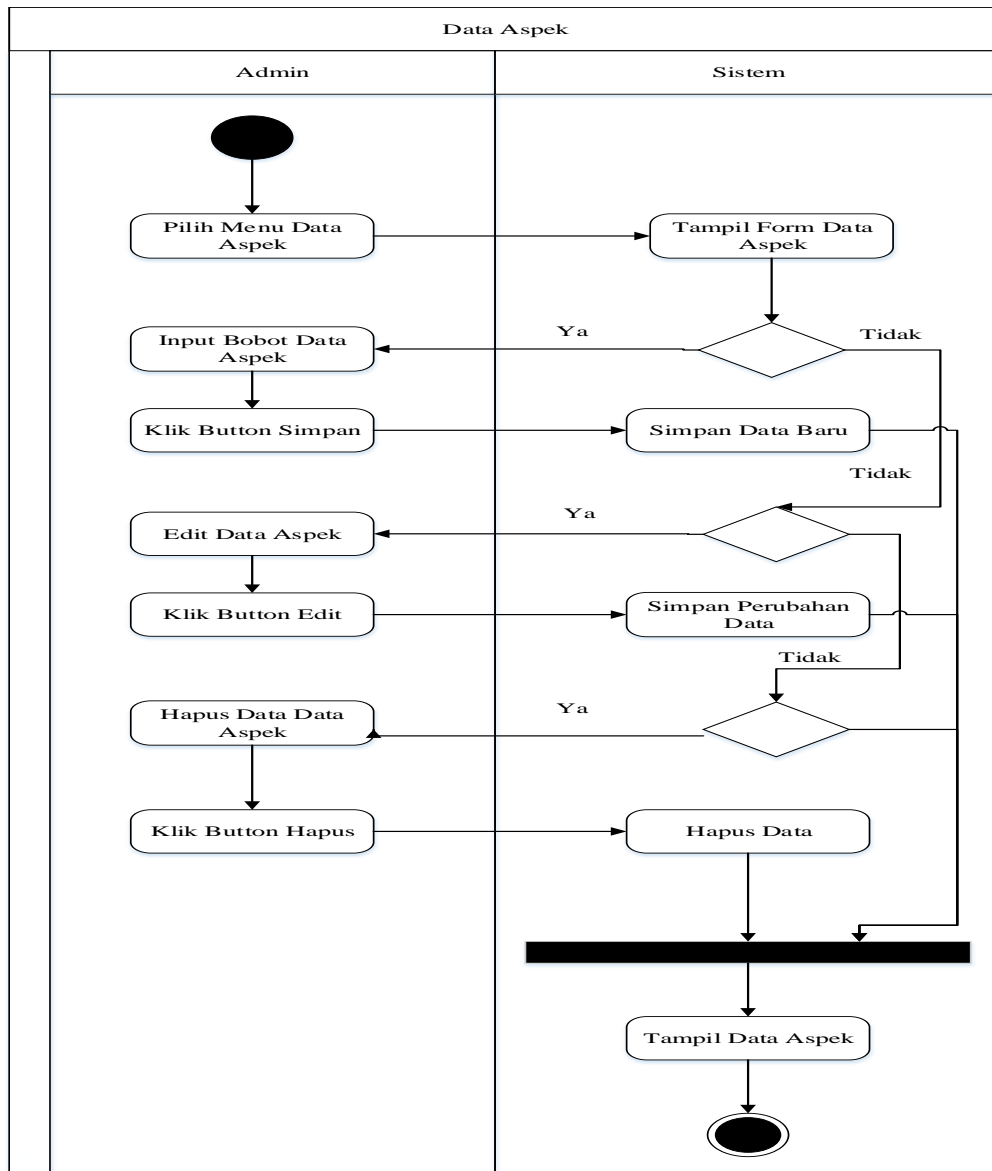 Data Aspek
Admin
Sistem
Pilih Menu Data
Aspek
Tampil Form Data
Aspek
Ya
Tidak
Input Bobot Data
Aspek
Klik Button Simpan
Simpan Data Baru
Tidak
Ya
Edit Data Aspek
Klik Button Edit
Simpan Perubahan
Data
Tidak
Ya
Hapus Data Data
Aspek
Klik Button Hapus
Hapus Data
Tampil Data Aspek